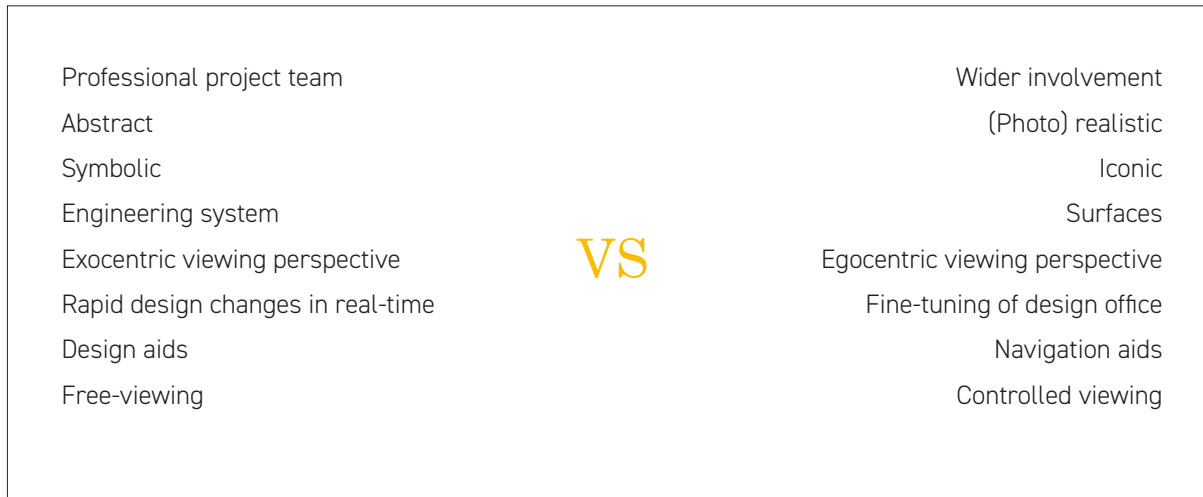 Professional project team
Wider involvement
Abstract
(Photo) realistic
Symbolic
Iconic
Engineering system
Surfaces
Exocentric viewing perspective
vs
Egocentric viewing perspective
Rapid design changes in real-time
Fine-tuning of design office
Design aids
Navigation aids
Free-viewing
Controlled viewing